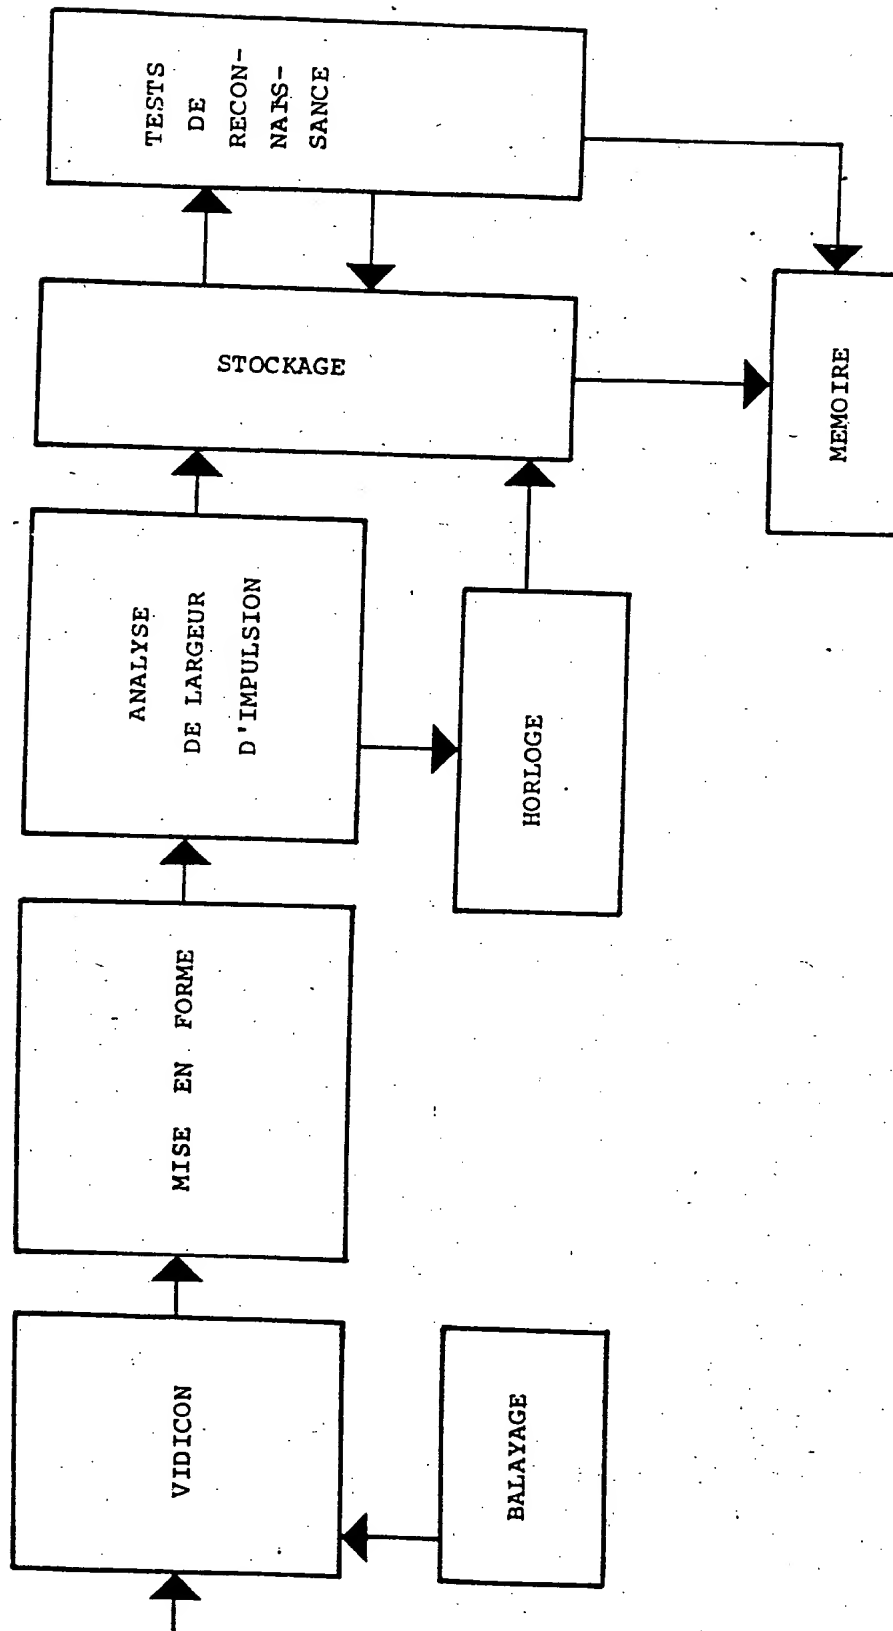 VIDICON
BALAYAGE
MISE EN FORME
ANALYSE
DE LARGEUR
D'IMPULSION
HORLOGE
STOCKAGE
TESTS
DE
RECON-
NAIS-
SANCE
MEMOIRE